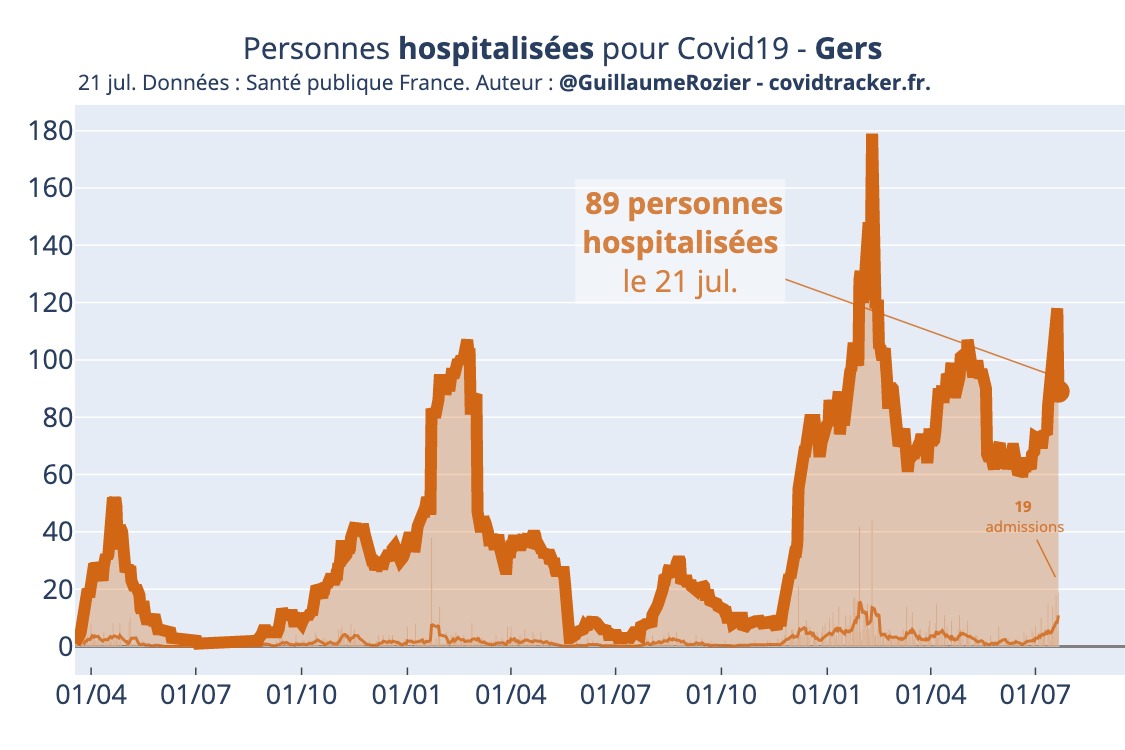 Personnes hospitalisées pour Covid19 - Gers
21 jul. Données : Santé publique France. Auteur : @GuillaumeRozier - covidtracker.fr.
180
160
140
120
100
80
60
40
20
0
89 personnes
hospitalisées
le 21 jul.
19
admissions
01/04 01/07 01/10 01/01 01/04 01/07 01/10 01/01 01/04 01/07